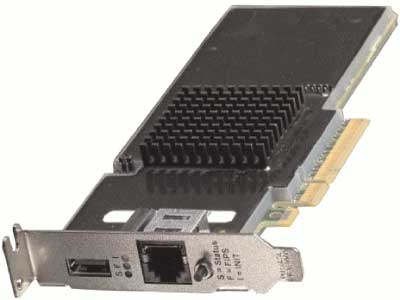 S F I
S = Status
F = FIPS
I = INIT